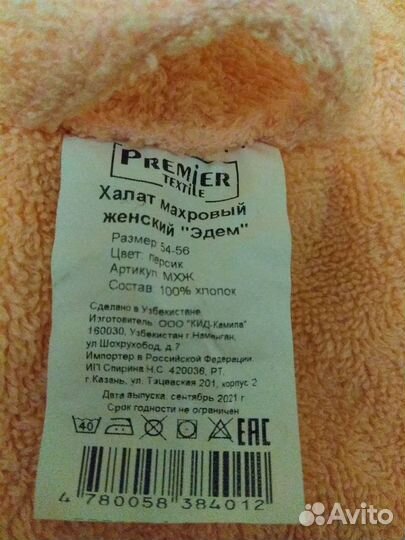 PREMIER
TEXTILE
Халат махровый
женский "Эдем"
Размер: 54-56
Цвет: персик
Артикул: МХЖ
Состав: 100% хлопок
Сделано в Узбекистане
Изготовитель: ООО "КИД-Камила"
160030, Узбекистан г.Наманган,
ул Шохрухобод, д.7
Импортер в Российской Федерации:
ИП Спирина Ч.С. 420036, РТ,
г.Казань, ул. Тэцевская 201, корпус 2
Дата выпуска: сентябрь 2021 г
Срок годности не ограничен
40 EAC
4 780058 384012
Avito